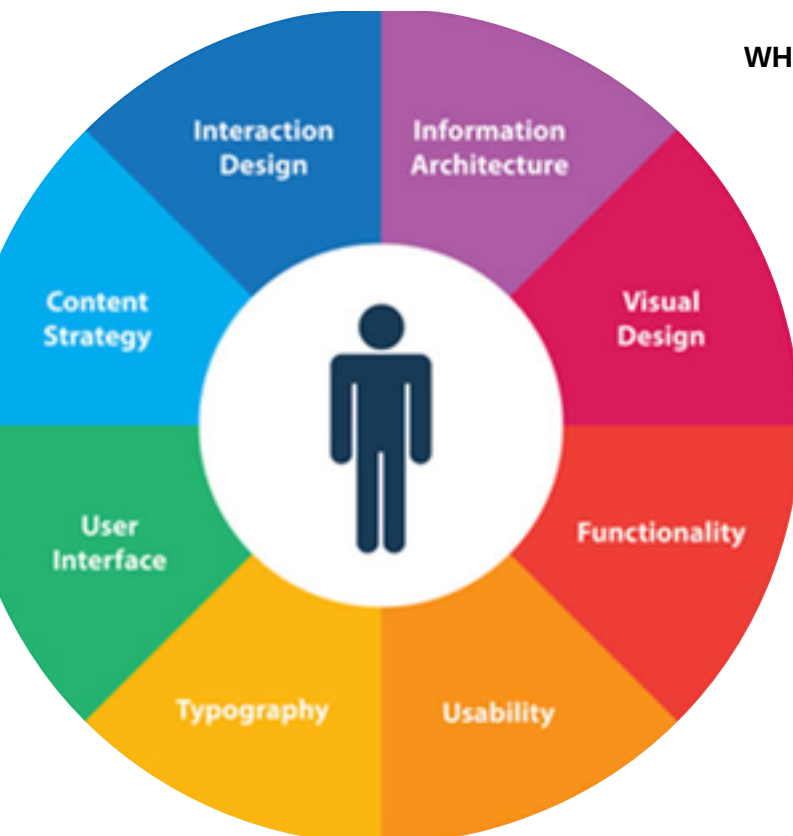 WH
Interaction
Design
Information
Architecture
Visual
Design
Functionality
Usability
Typography
User
Interface
Content
Strategy